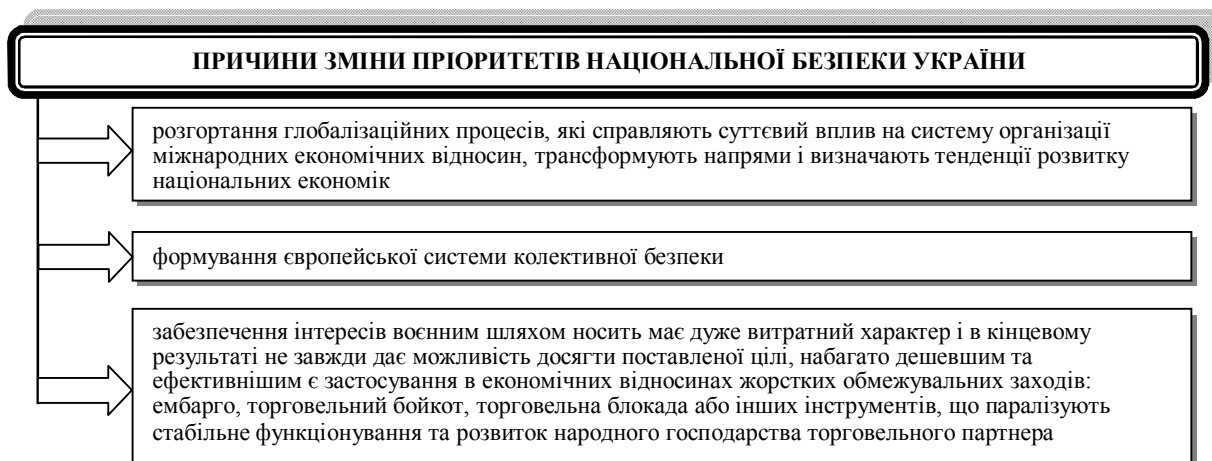 ПРИЧИНИ ЗМІНИ ПРІОРИТЕТІВ НАЦІОНАЛЬНОЇ БЕЗПЕКИ УКРАЇНИ
розгортання глобалізаційних процесів, які справляють суттєвий вплив на систему організації
міжнародних економічних відносин, трансформують напрями і визначають тенденції розвитку
національних економік
формування європейської системи колективної безпеки
забезпечення інтересів воєнним шляхом носить має дуже витратний характер і в кінцевому
результаті не завжди дає можливість досягти поставленої цілі, набагато дешевшим та
ефективнішим є застосування в економічних відносинах жорстких обмежувальних заходів:
ембарго, торговельний бойкот, торговельна блокада або інших інструментів, що паралізують
стабільне функціонування та розвиток народного господарства торговельного партнера